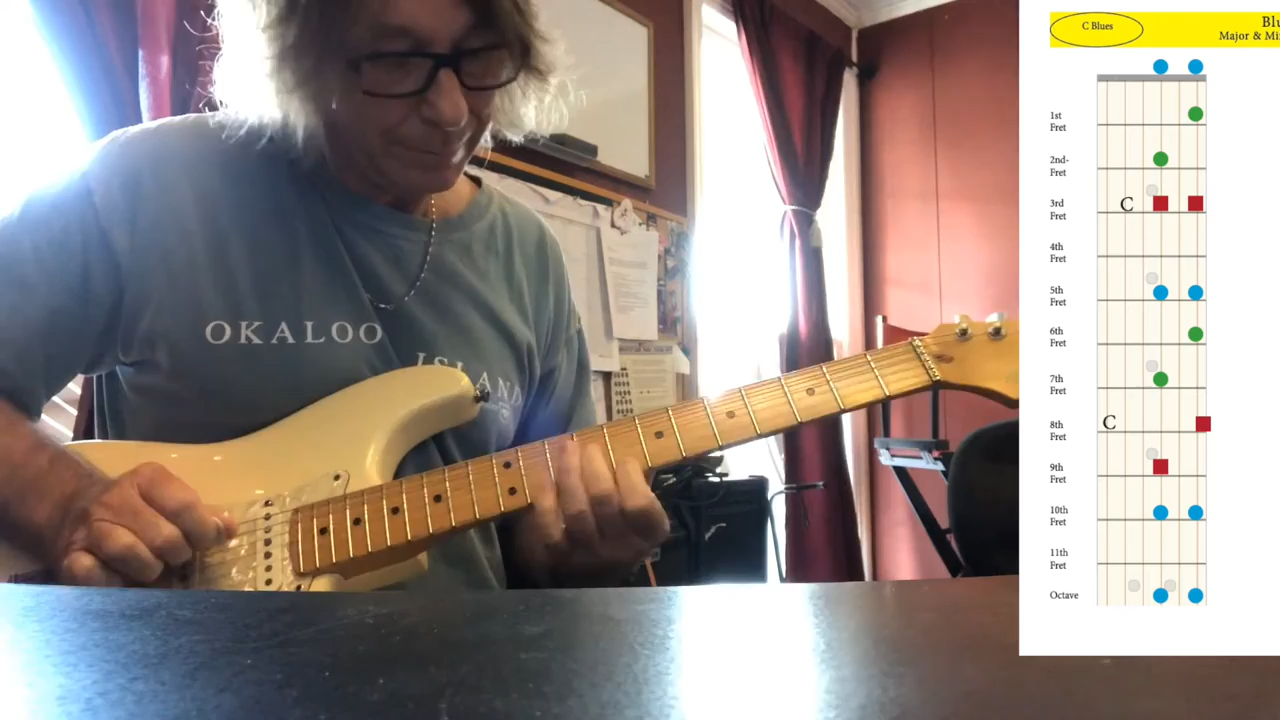 OKALOO
ISLAND
C Blues
Blu
Major & Mi
1st
Fret
2nd-
Fret
3rd
Fret
C
4th
Fret
5th
Fret
6th
Fret
7th
Fret
8th
Fret
C
9th
Fret
10th
Fret
11th
Fret
Octave